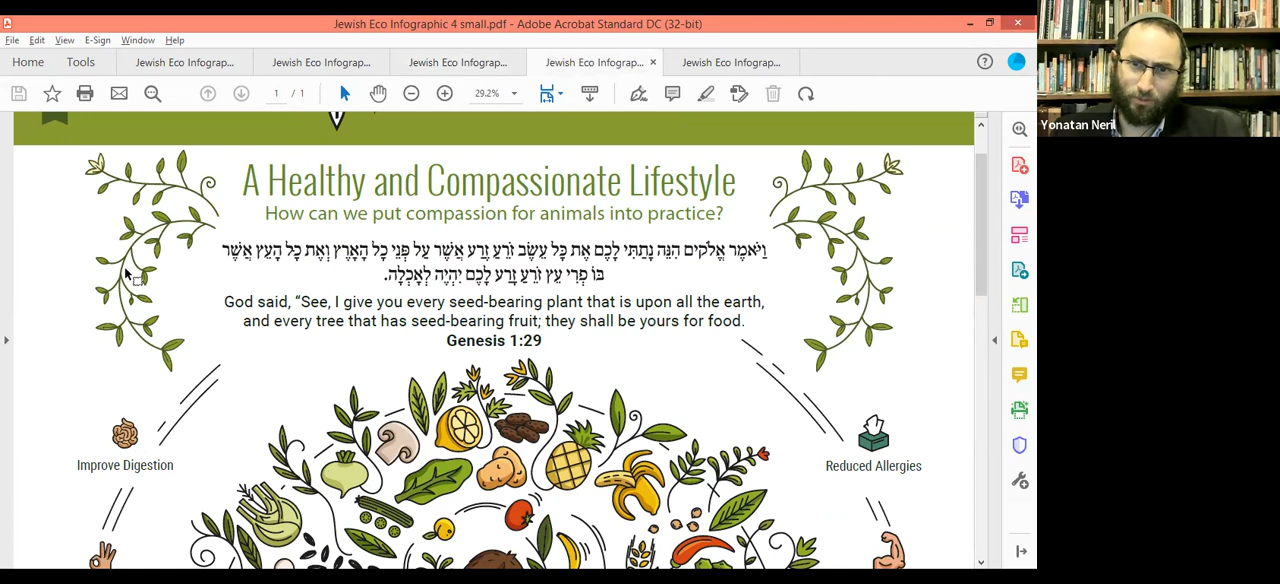 Jewish Eco Infographic 4 small.pdf - Adobe Acrobat Standard DC (32-bit)
File Edit View E-Sign Window Help
Home Tools Jewish Eco Infograp... Jewish Eco Infograp... Jewish Eco Infograp... Jewish Eco Infograp... × Jewish Eco Infograp...
1 / 1 29.2%
Yonatan Neril
A Healthy and Compassionate Lifestyle
How can we put compassion for animals into practice?
וַיֹּאמֶר אֱלֹקִים הִנֵּה נָתַתִּי לָכֶם אֶת כָּל עֵשֶׂב זֹרֵעַ זֶרַע אֲשֶׁר עַל פְּנֵי כָל הָאָרֶץ וְאֶת כָּל הָעֵץ אֲשֶׁר
בּוֹ פְרִי עֵץ זֹרֵעַ זָרַע לָכֶם יִהְיֶה לְאָכְלָה.
God said, “See, I give you every seed-bearing plant that is upon all the earth,
and every tree that has seed-bearing fruit; they shall be yours for food.
Genesis 1:29
Improve Digestion
Reduced Allergies